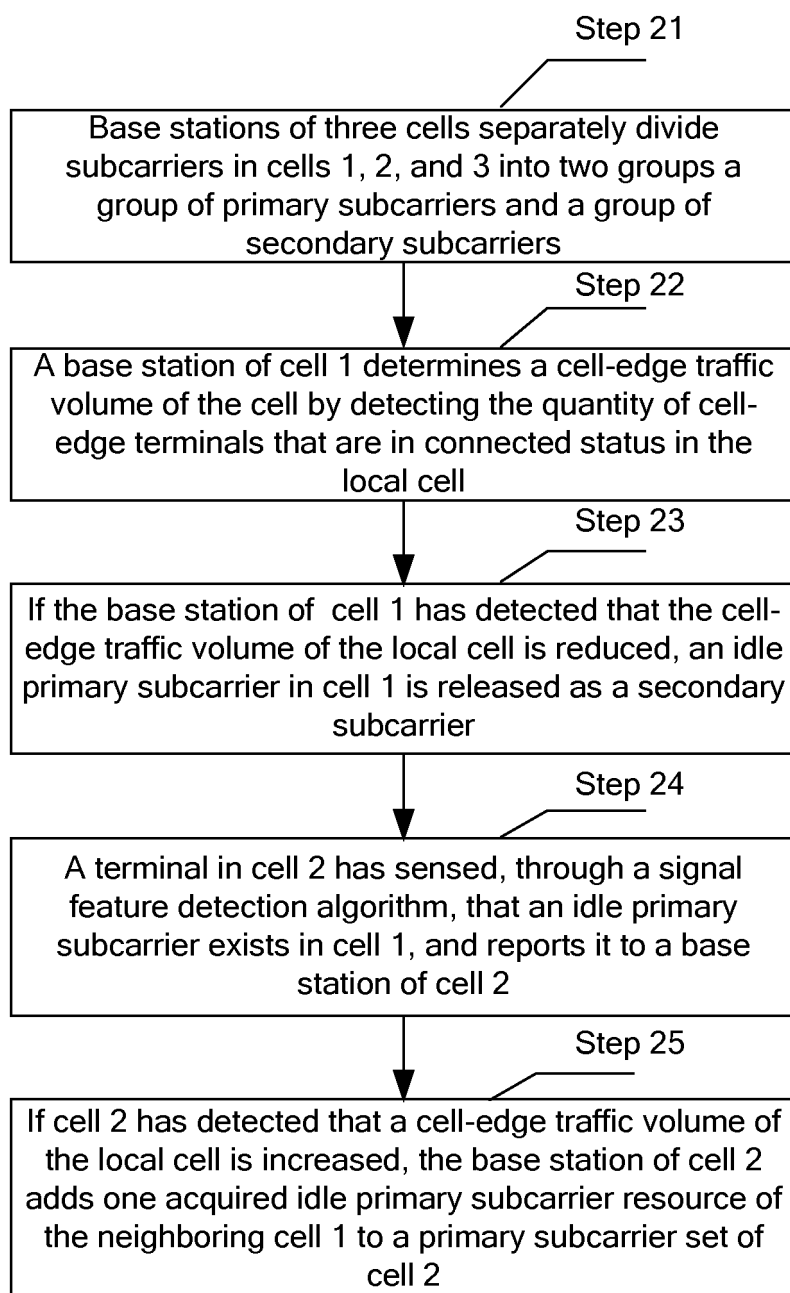 Step 21
Base stations of three cells separately divide
subcarriers in cells 1, 2, and 3 into two groups a
group of primary subcarriers and a group of
secondary subcarriers
Step 22
A base station of cell 1 determines a cell-edge traffic
volume of the cell by detecting the quantity of cell-
edge terminals that are in connected status in the
local cell
Step 23
If the base station of cell 1 has detected that the cell-
edge traffic volume of the local cell is reduced, an idle
primary subcarrier in cell 1 is released as a secondary
subcarrier
Step 24
A terminal in cell 2 has sensed, through a signal
feature detection algorithm, that an idle primary
subcarrier exists in cell 1, and reports it to a base
station of cell 2
Step 25
If cell 2 has detected that a cell-edge traffic volume of
the local cell is increased, the base station of cell 2
adds one acquired idle primary subcarrier resource of
the neighboring cell 1 to a primary subcarrier set of
cell 2